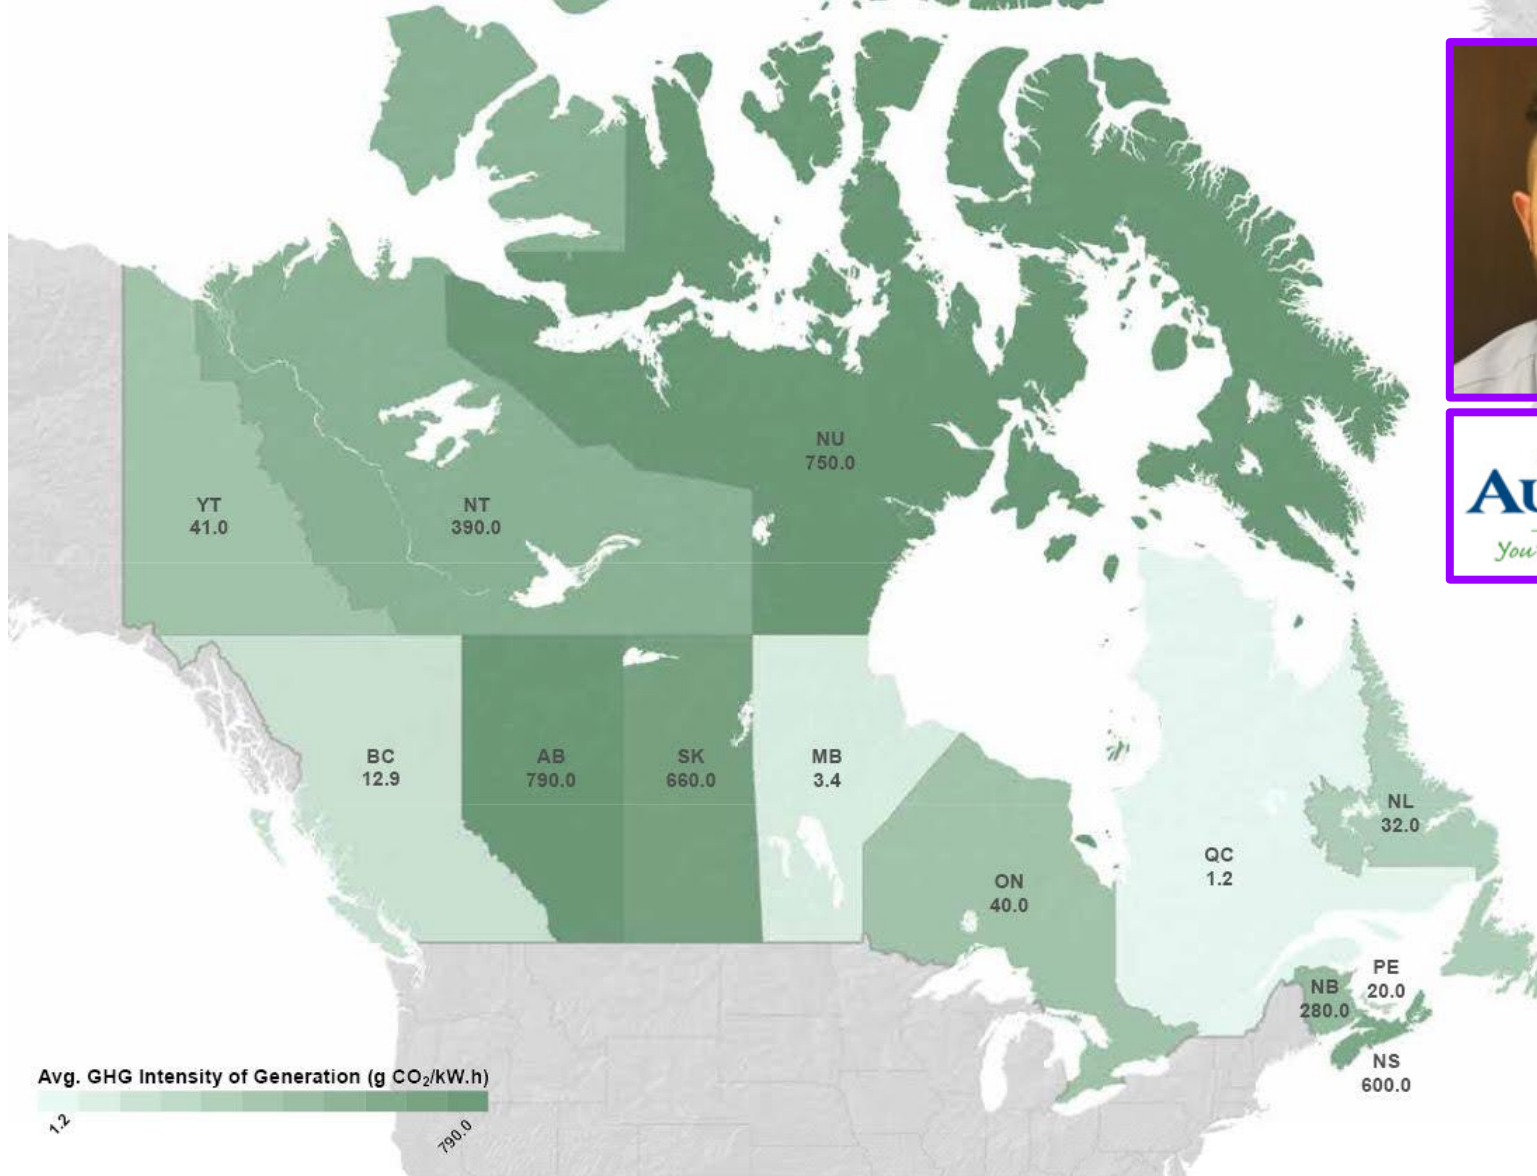 NU
750.0
YT
41.0
NT
390.0
BC
12.9
AB
790.0
SK
660.0
MB
3.4
NL
32.0
QC
1.2
ON
40.0
PE
20.0
NB
280.0
NS
600.0
Avg. GHG Intensity of Generation (g CO₂/kW.h)
1.2
790.0
You